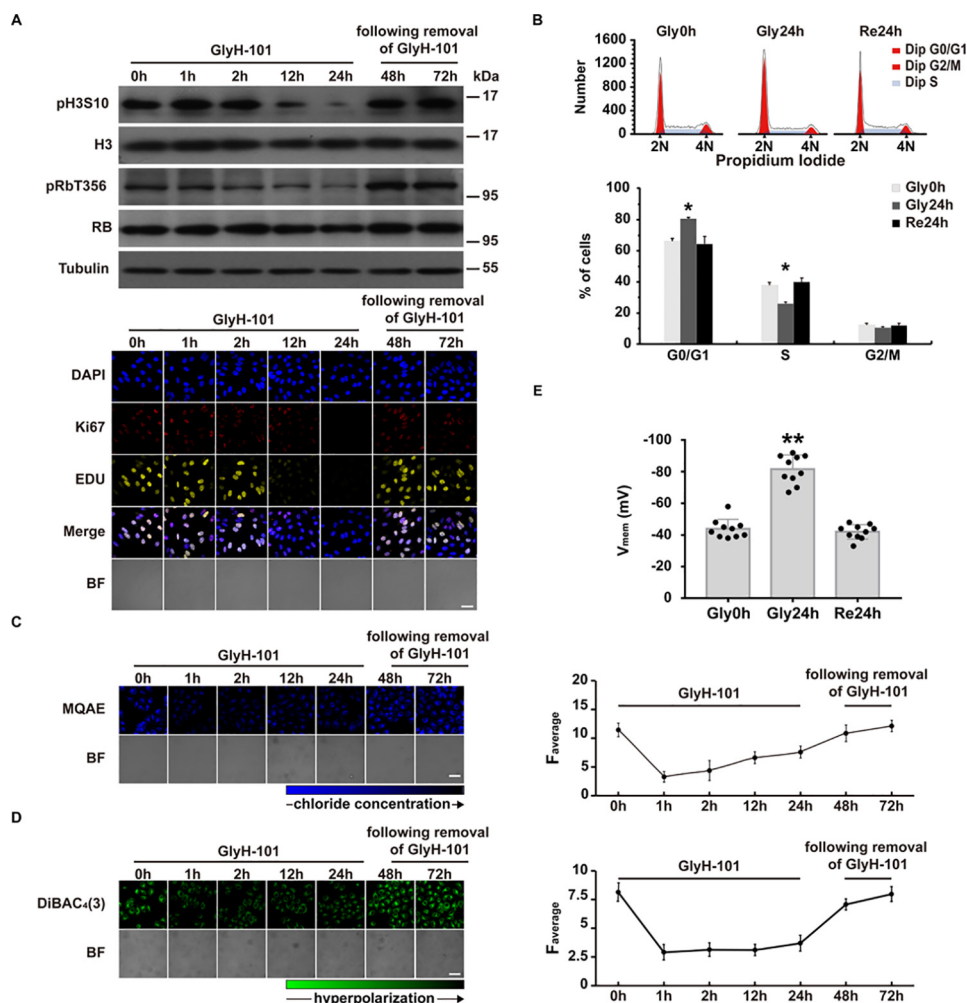 A
GlyH-101
following removal
of GlyH-101
0h 1h 2h 12h 24h 48h 72h kDa
pH3S10
17
H3
17
pRbT356
95
RB
95
Tubulin
55
GlyH-101
following removal
of GlyH-101
0h 1h 2h 12h 24h 48h 72h
DAPI
Ki67
EDU
Merge
BF
B
Gly0h Gly24h Re24h
1600
1200
800
400
0
Number
2N 4N 2N 4N 2N 4N
Propidium Iodide
Dip G0/G1
Dip G2/M
Dip S
100
80
60
40
20
0
% of cells
*
*
G0/G1 S G2/M
Gly0h
Gly24h
Re24h
C
GlyH-101
following removal
of GlyH-101
0h 1h 2h 12h 24h 48h 72h
MQAE
BF
chloride concentration
D
GlyH-101
following removal
of GlyH-101
0h 1h 2h 12h 24h 48h 72h
DiBAC₄(3)
BF
hyperpolarization
E
-100
-80
-60
-40
-20
0
Vmem (mV)
**
Gly0h Gly24h Re24h
20
15
10
5
0
Faverage
GlyH-101
following removal
of GlyH-101
0h 1h 2h 12h 24h 48h 72h
10
7.5
5
2.5
0
Faverage
GlyH-101
following removal
of GlyH-101
0h 1h 2h 12h 24h 48h 72h